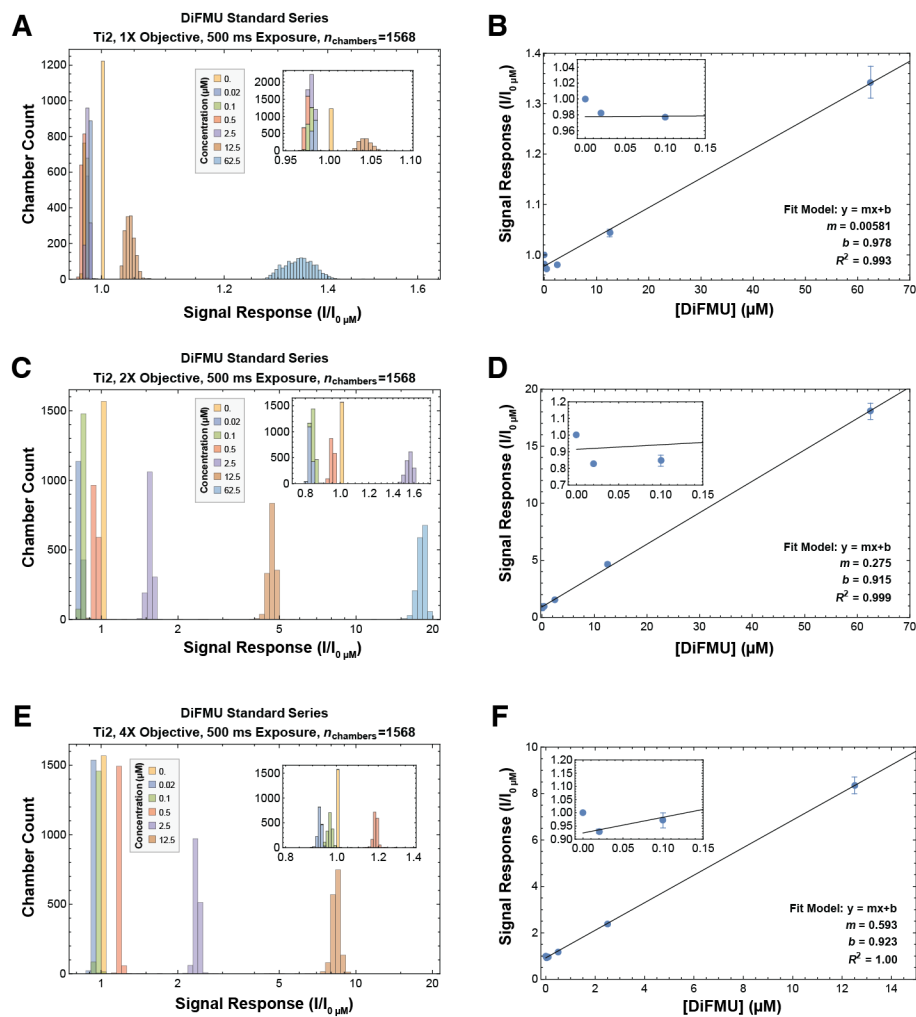 A
DiFMU Standard Series
Ti2, 1X Objective, 500 ms Exposure, nchambers=1568
Chamber Count
1200
1000
800
600
400
200
0
Concentration (µM)
0.
0.02
0.1
0.5
2.5
12.5
62.5
2000
1500
1000
500
0
0.95 1.00 1.05 1.10
1.0 1.2 1.4 1.6
Signal Response (I/I0 µM)
B
Signal Response (I/I0 µM)
1.4
1.3
1.2
1.1
1.0
0.9
1.04
1.02
1.00
0.98
0.96
0.00 0.05 0.10 0.15
Fit Model: y = mx+b
m = 0.00581
b = 0.978
R2 = 0.993
0 10 20 30 40 50 60 70
[DiFMU] (µM)
C
DiFMU Standard Series
Ti2, 2X Objective, 500 ms Exposure, nchambers=1568
Chamber Count
1500
1000
500
0
Concentration (µM)
0.
0.02
0.1
0.5
2.5
12.5
62.5
1500
1000
500
0
0.8 1.0 1.2 1.4 1.6
1 2 5 10 20
Signal Response (I/I0 µM)
D
Signal Response (I/I0 µM)
20
15
10
5
0
1.2
1.1
1.0
0.9
0.8
0.7
0.00 0.05 0.10 0.15
Fit Model: y = mx+b
m = 0.275
b = 0.915
R2 = 0.999
0 10 20 30 40 50 60 70
[DiFMU] (µM)
E
DiFMU Standard Series
Ti2, 4X Objective, 500 ms Exposure, nchambers=1568
Chamber Count
1500
1000
500
0
Concentration (µM)
0.
0.02
0.1
0.5
2.5
12.5
1500
1000
500
0
0.8 1.0 1.2 1.4
1 2 5 10 20
Signal Response (I/I0 µM)
F
Signal Response (I/I0 µM)
10
8
6
4
2
0
1.20
1.10
1.05
1.00
0.95
0.90
0.00 0.05 0.10 0.15
Fit Model: y = mx+b
m = 0.593
b = 0.923
R2 = 1.00
0 2 4 6 8 10 12 14
[DiFMU] (µM)